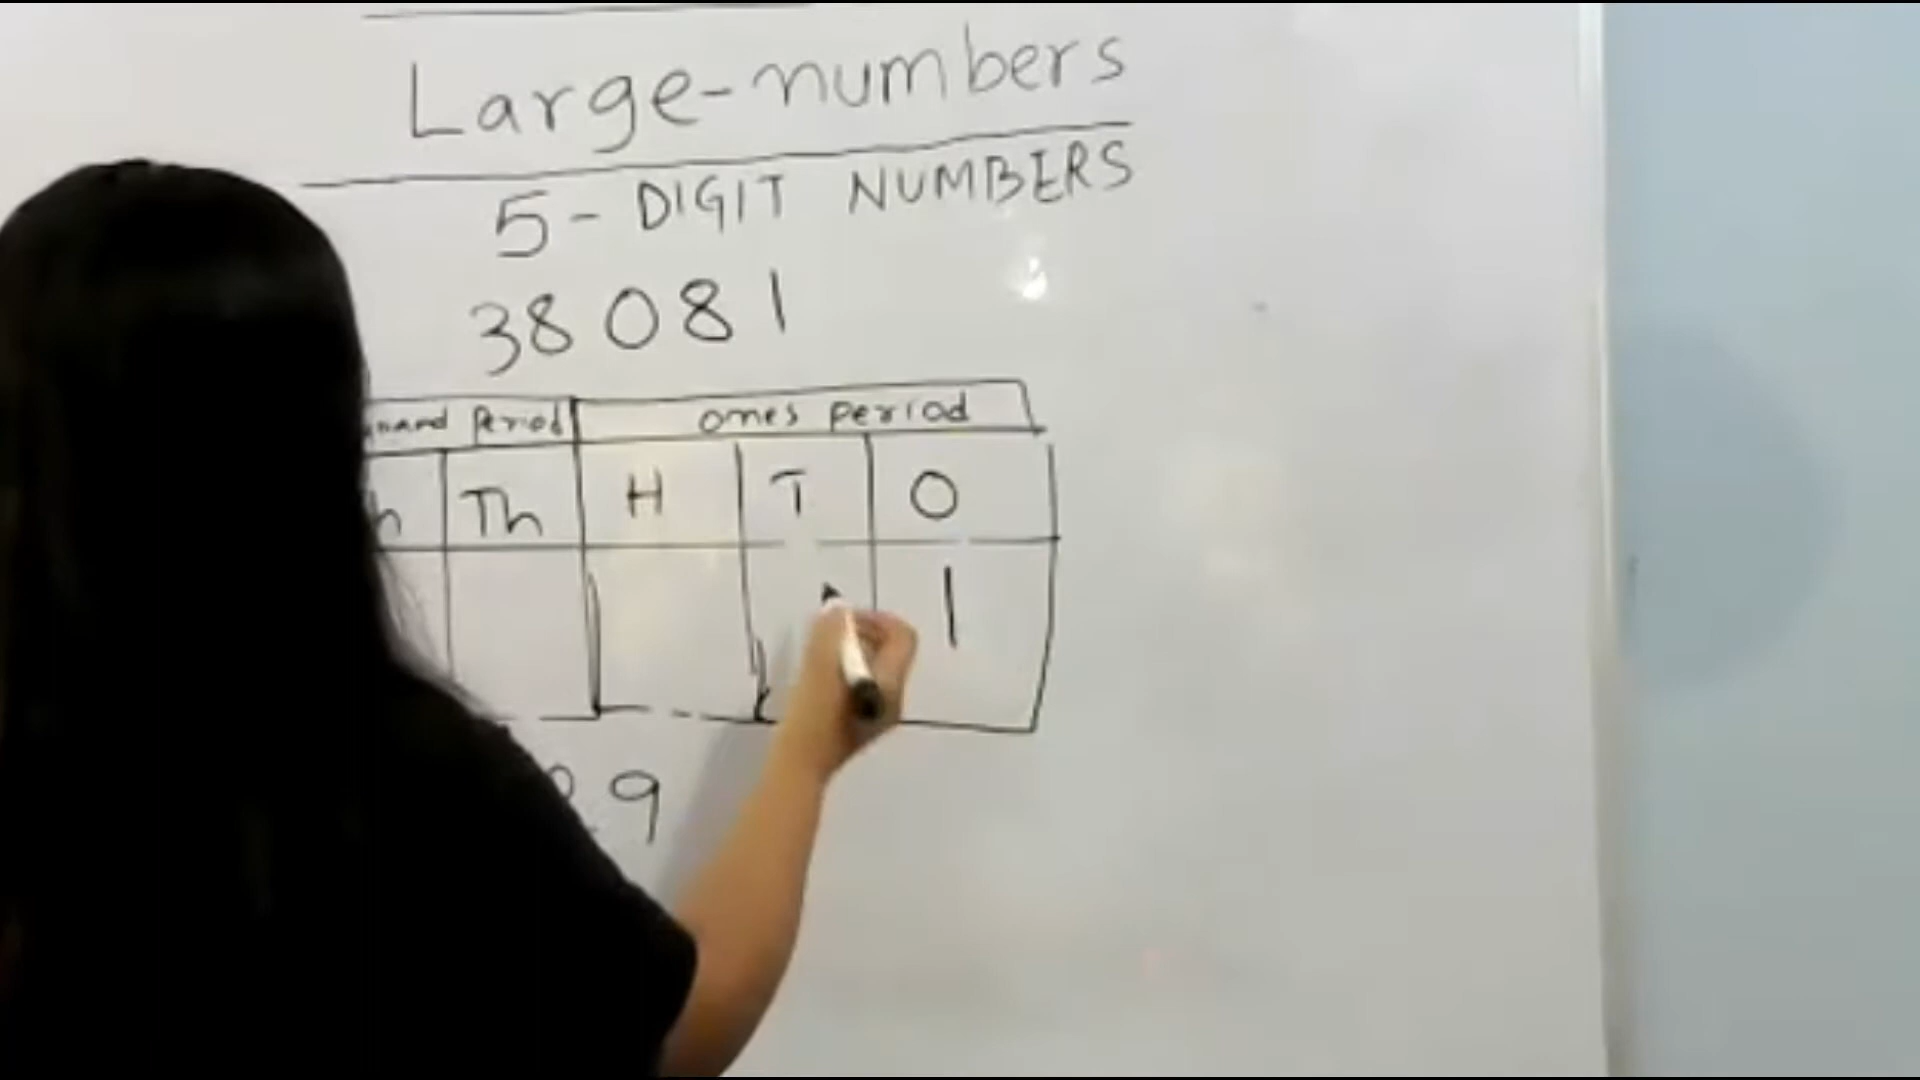 Large-numbers
5- DIGIT NUMBERS
38081
Period ones period
Th H T O
1
9